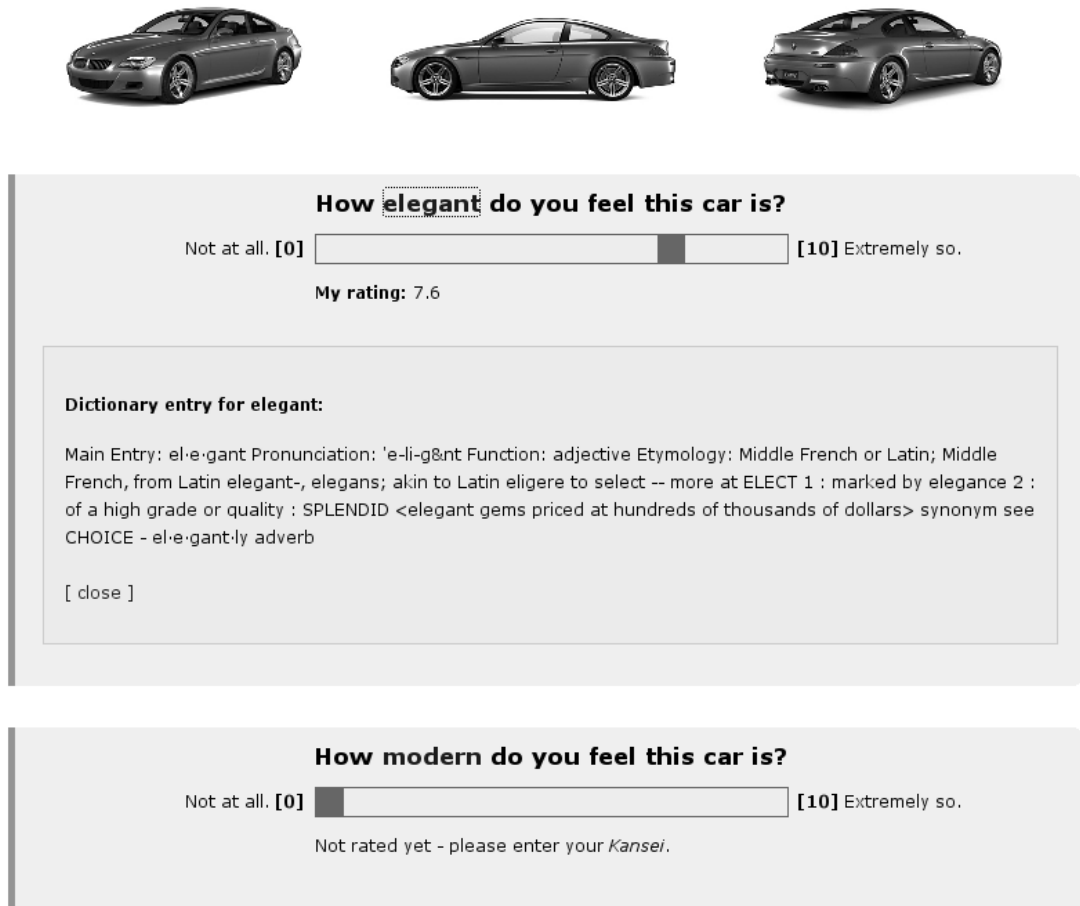 How elegant do you feel this car is?
Not at all. [0] [10] Extremely so.
My rating: 7.6
Dictionary entry for elegant:
Main Entry: el·e·gant Pronunciation: 'e-li-g&nt Function: adjective Etymology: Middle French or Latin; Middle
French, from Latin elegant-, elegans; akin to Latin eligere to select -- more at ELECT 1 : marked by elegance 2 :
of a high grade or quality : SPLENDID <elegant gems priced at hundreds of thousands of dollars> synonym see
CHOICE - el·e·gant·ly adverb
[ close ]
How modern do you feel this car is?
Not at all. [0] [10] Extremely so.
Not rated yet - please enter your Kansei.